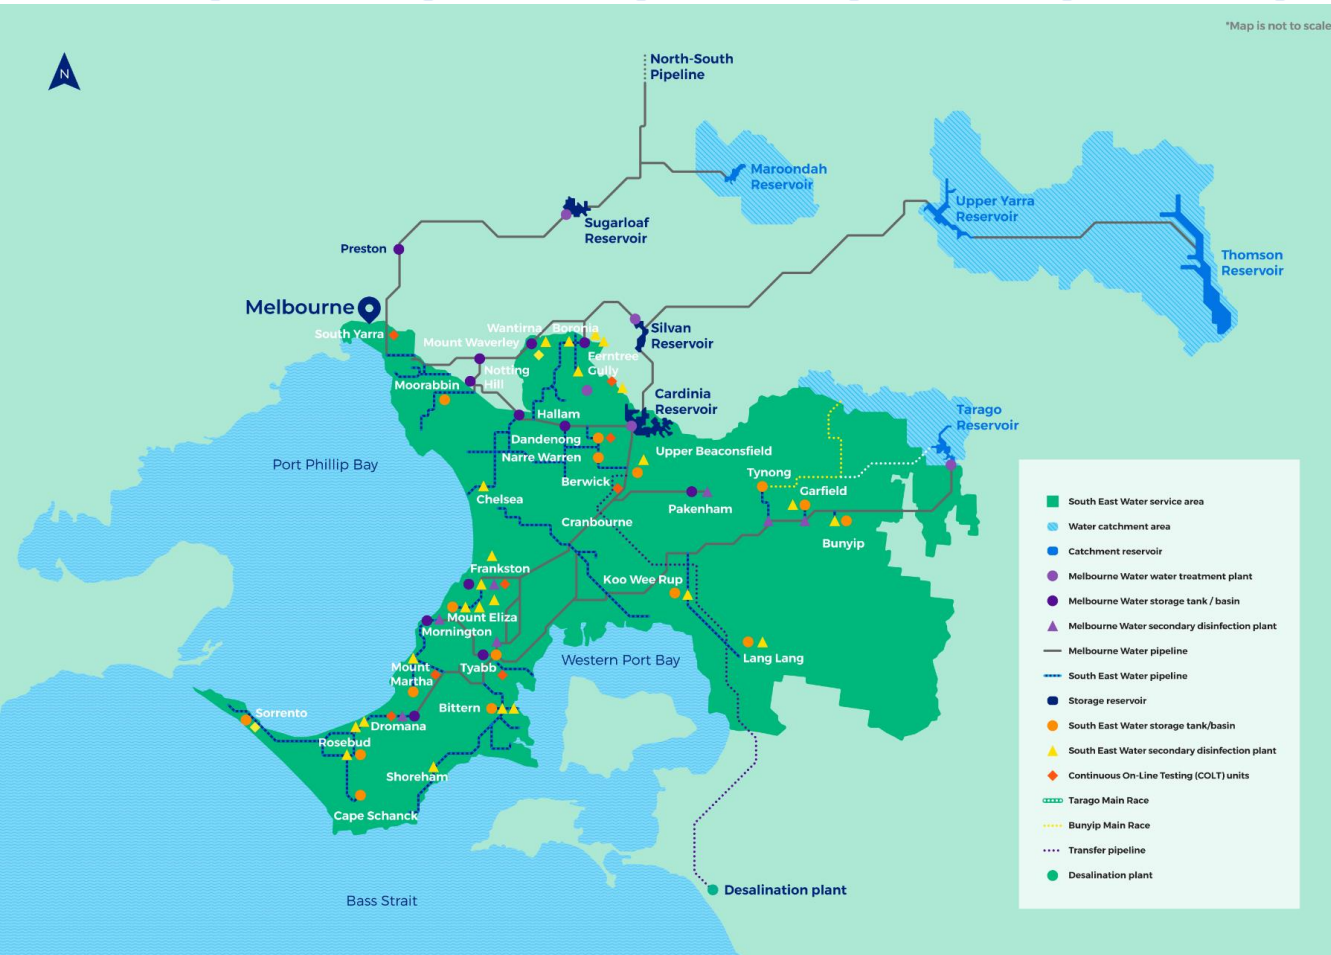 *Map is not to scale
N
North-South
Pipeline
Maroondah
Reservoir
Upper Yarra
Reservoir
Sugarloaf
Reservoir
Preston
Thomson
Reservoir
Melbourne
South Yarra
Wantirna
Boronia
Mount Waverley
Silvan
Reservoir
Ferntree
Gully
Notting
Hill
Moorabbin
Cardinia
Reservoir
Hallam
Tarago
Reservoir
Dandenong
Narre Warren
Upper Beaconsfield
Port Phillip Bay
Berwick
Tynong
Garfield
Chelsea
Pakenham
Cranbourne
Bunyip
Frankston
Koo Wee Rup
Mount Eliza
Mornington
Western Port Bay
Lang Lang
Mount
Martha
Tyabb
Bittern
Sorrento
Dromana
Rosebud
Shoreham
Cape Schanck
Desalination plant
Bass Strait
South East Water service area
Water catchment area
Catchment reservoir
Melbourne Water water treatment plant
Melbourne Water storage tank / basin
Melbourne Water secondary disinfection plant
Melbourne Water pipeline
South East Water pipeline
Storage reservoir
South East Water storage tank/basin
South East Water secondary disinfection plant
Continuous On-Line Testing (COLT) units
Tarago Main Race
Bunyip Main Race
Transfer pipeline
Desalination plant